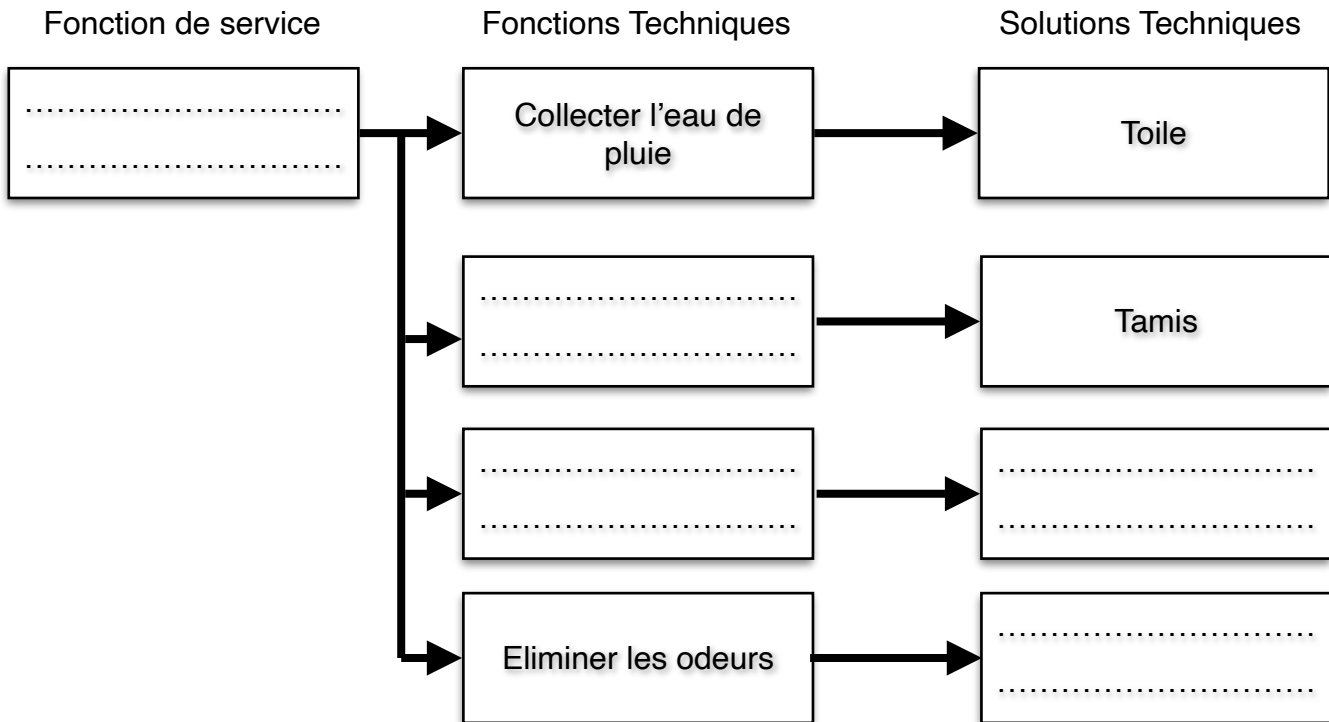 Fonction de service
Fonctions Techniques
Solutions Techniques
..............................
..............................
Collecter l'eau de
pluie
Toile
..............................
..............................
Tamis
..............................
..............................
..............................
..............................
Eliminer les odeurs
..............................
..............................